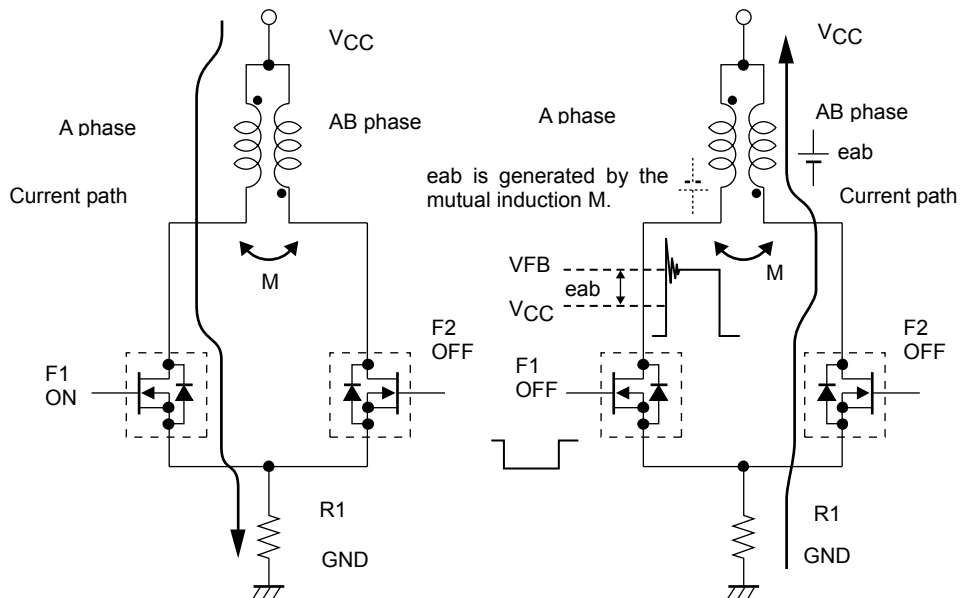 VCC
A phase
AB phase
Current path
M
F1
ON
F2
OFF
R1
GND
VCC
A phase
AB phase
eab
eab is generated by the
mutual induction M.
Current path
VFB
eab
VCC
M
F1
OFF
F2
OFF
R1
GND